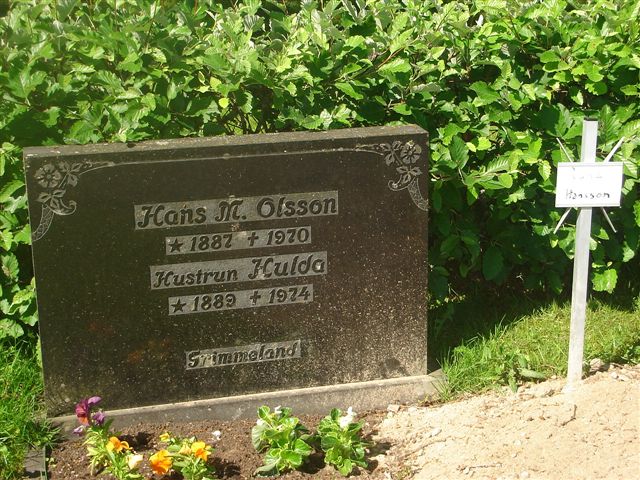 Hans M. Olsson
★ 1887 ✝ 1970
Hustrun Hulda
★ 1889 ✝ 1974
Grimmeland
Hansson